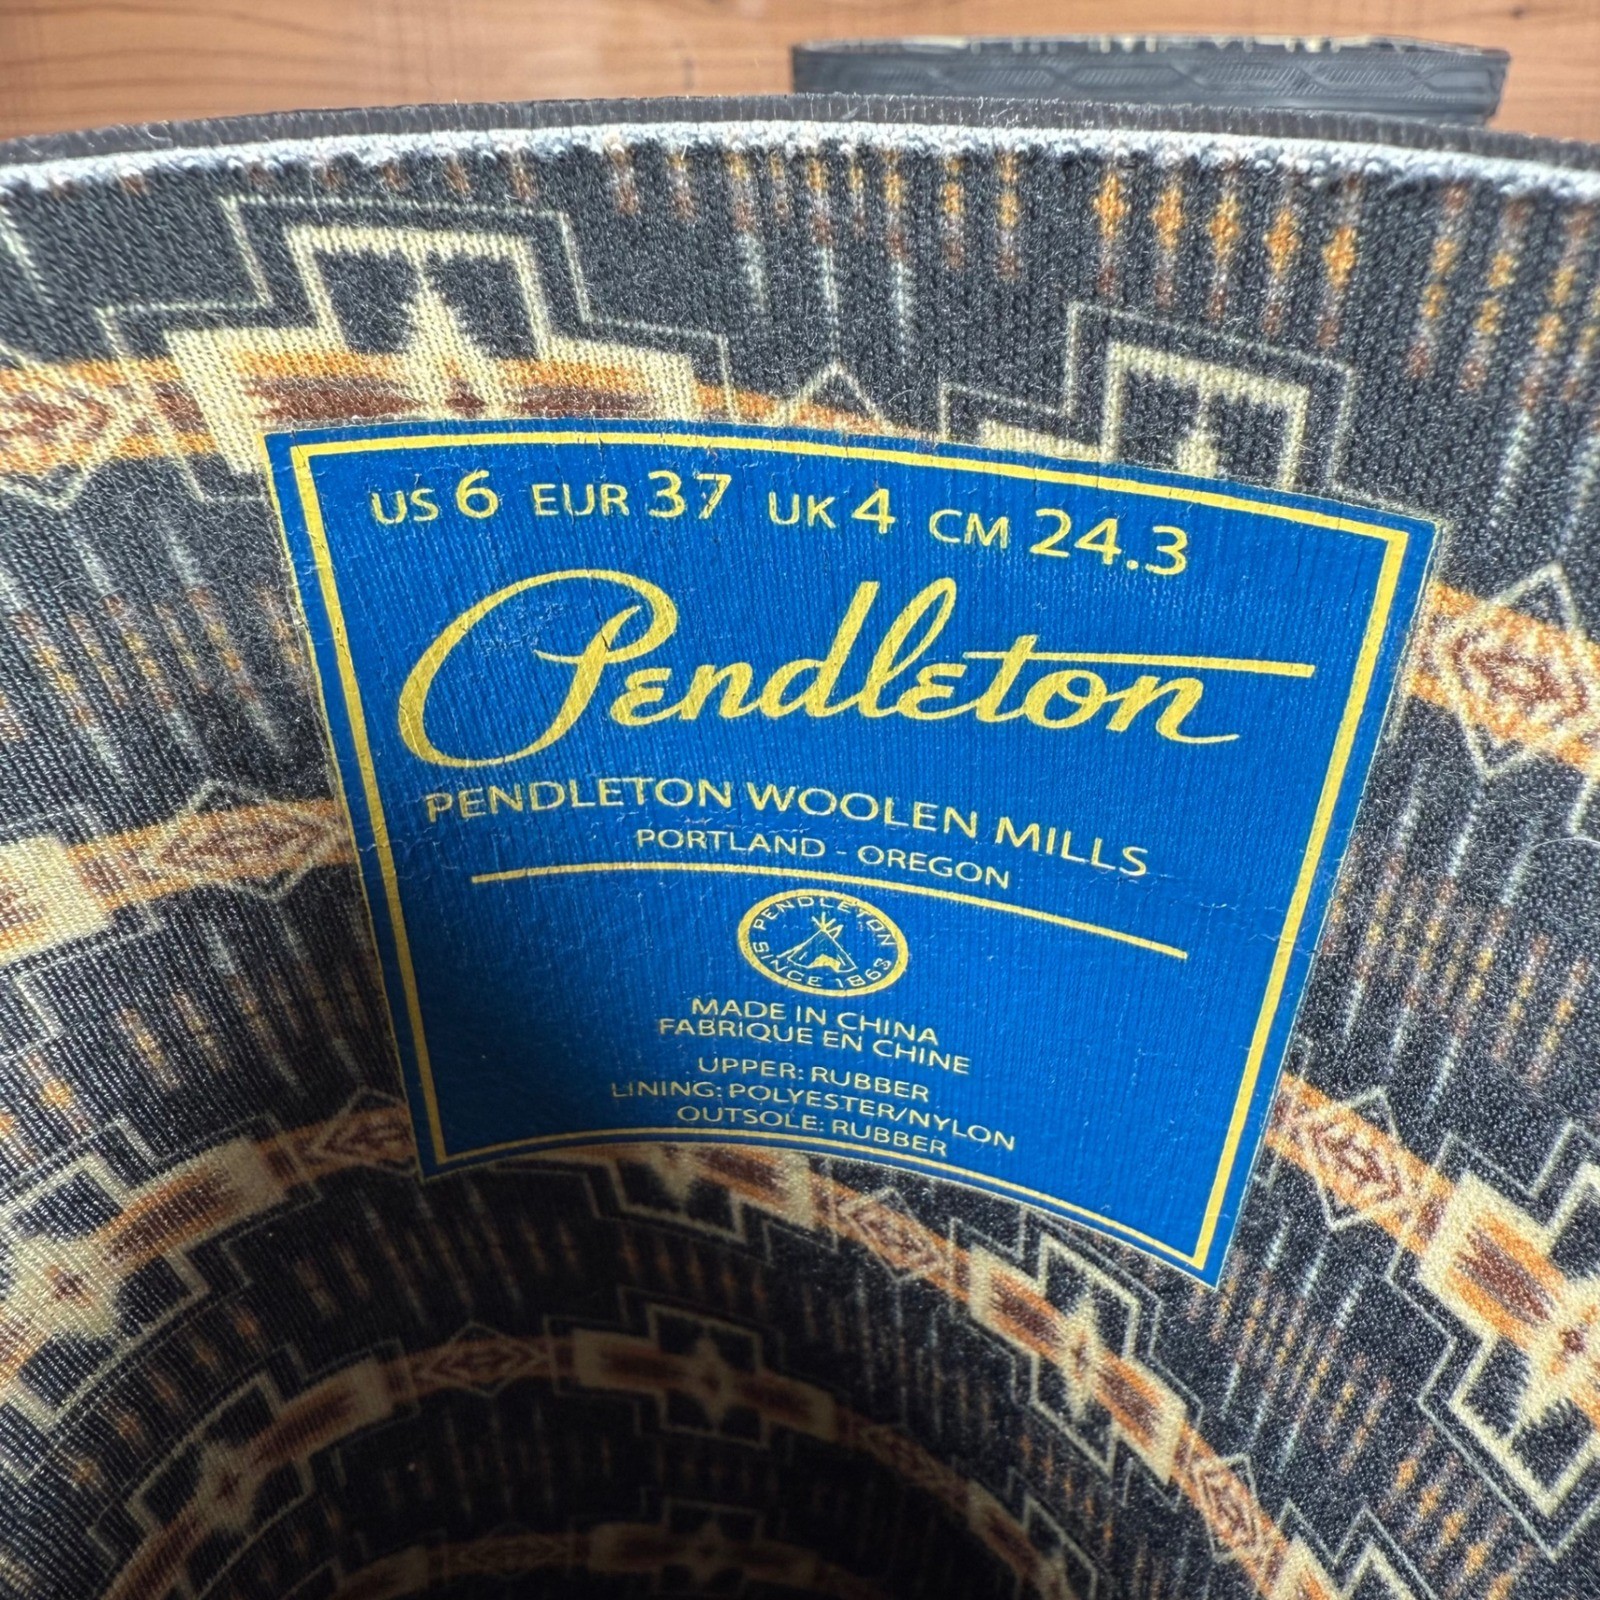 US 6 EUR 37 UK 4 CM 24.3
Pendleton
PENDLETON WOOLEN MILLS
PORTLAND - OREGON
PENDLETON
SINCE 1863
MADE IN CHINA
FABRIQUE EN CHINE
UPPER: RUBBER
LINING: POLYESTER/NYLON
OUTSOLE: RUBBER